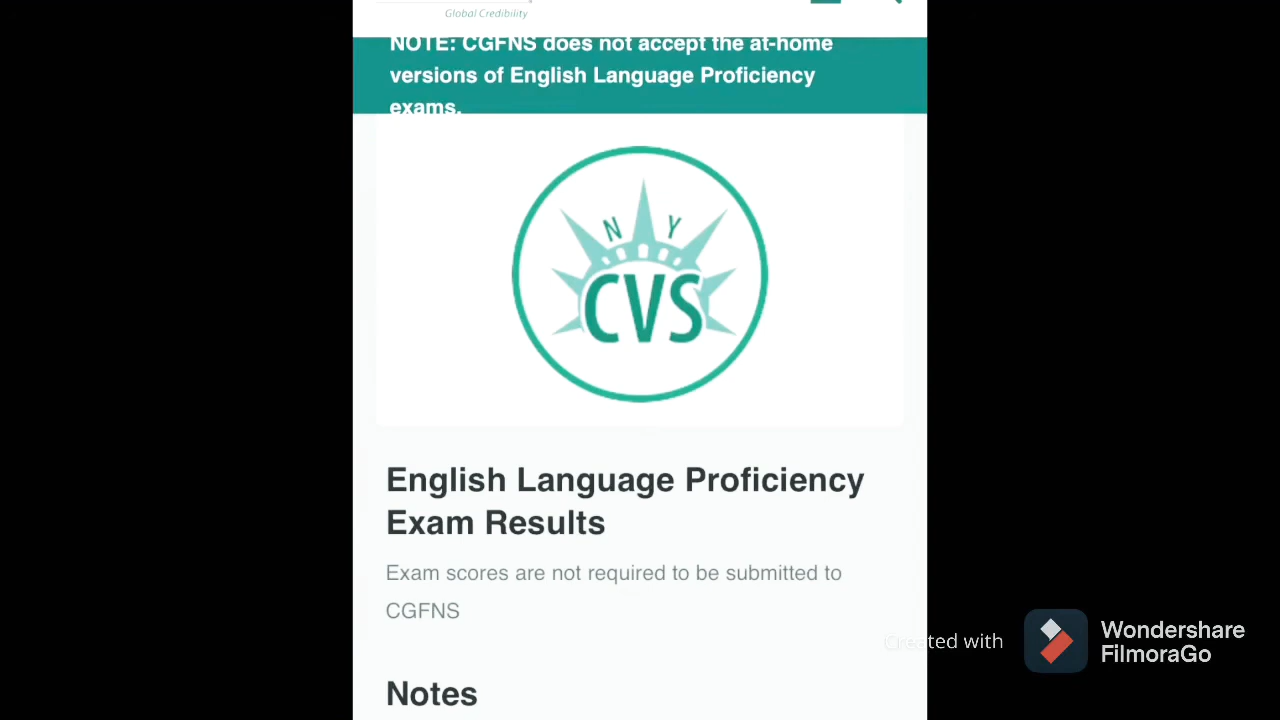 Global Credibility
NOTE: CGFNS does not accept the at-home
versions of English Language Proficiency
exams.
N Y
CVS
English Language Proficiency
Exam Results
Exam scores are not required to be submitted to
CGFNS
Created with
Wondershare
FilmoraGo
Notes